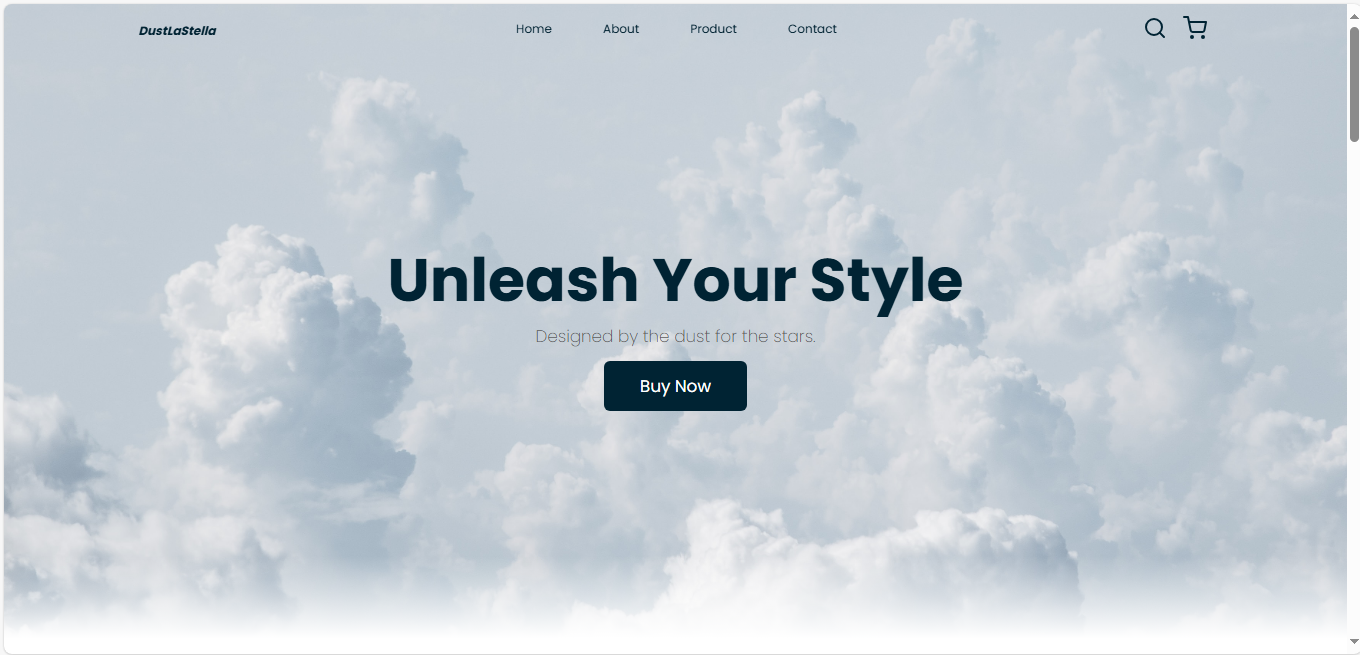 DustLaStella
Home About Product Contact
Unleash Your Style
Designed by the dust for the stars.
Buy Now